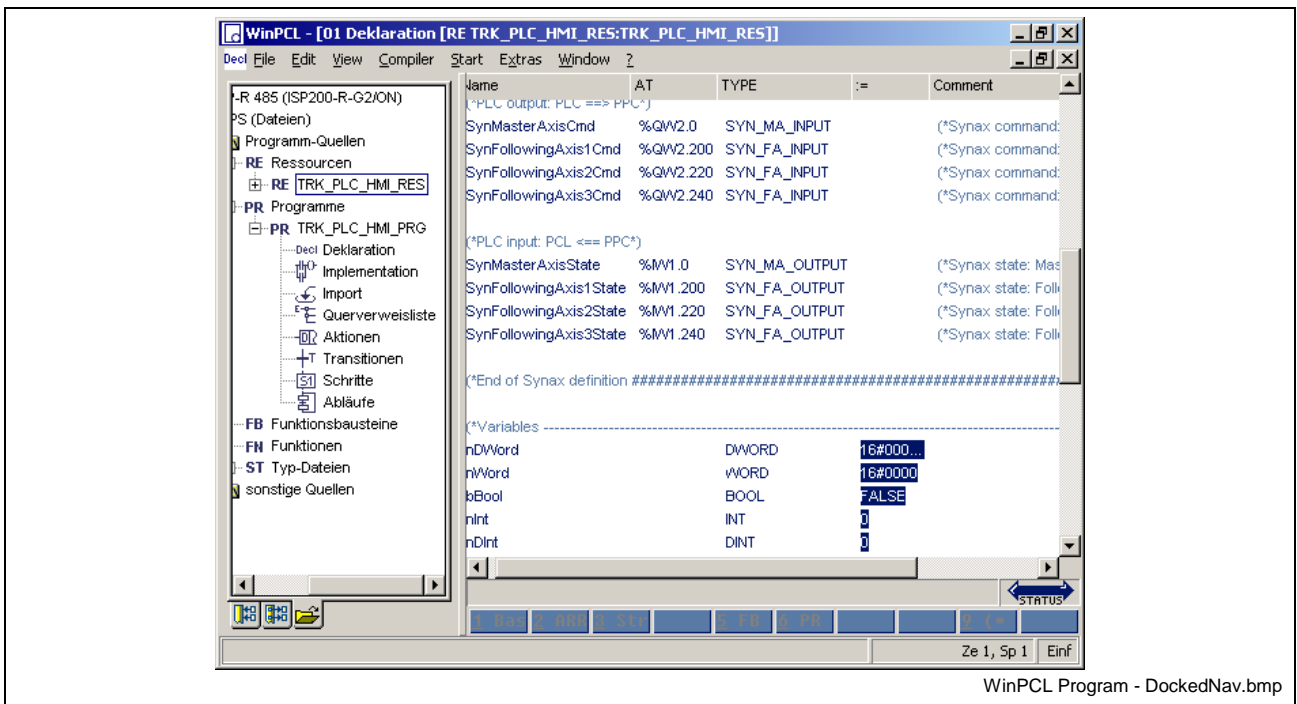 WinPCL - [01 Deklaration [RE TRK_PLC_HMI_RES:TRK_PLC_HMI_RES]]
Decl File Edit View Compiler Start Extras Window ?
-R 485 (ISP200-R-G2/ON)
PS (Dateien)
Programm-Quellen
RE Ressourcen
RE TRK_PLC_HMI_RES
PR Programme
PR TRK_PLC_HMI_PRG
Decl Deklaration
Implementation
Import
Querverweisliste
Aktionen
Transitionen
S1 Schritte
Abläufe
FB Funktionsbausteine
FN Funktionen
ST Typ-Dateien
sonstige Quellen
Name AT TYPE := Comment
(*PLC output: PLC ==> PPC*)
SynMasterAxisCmd %QW2.0 SYN_MA_INPUT (*Synax command:
SynFollowingAxis1Cmd %QW2.200 SYN_FA_INPUT (*Synax command:
SynFollowingAxis2Cmd %QW2.220 SYN_FA_INPUT (*Synax command:
SynFollowingAxis3Cmd %QW2.240 SYN_FA_INPUT (*Synax command:
(*PLC input: PCL <== PPC*)
SynMasterAxisState %IW1.0 SYN_MA_OUTPUT (*Synax state: Mas
SynFollowingAxis1State %IW1.200 SYN_FA_OUTPUT (*Synax state: Foll
SynFollowingAxis2State %IW1.220 SYN_FA_OUTPUT (*Synax state: Foll
SynFollowingAxis3State %IW1.240 SYN_FA_OUTPUT (*Synax state: Foll
(*End of Synax definition ####################################################
(*Variables ----------------------------------------------------------------
nDWord DWORD 16#000...
nWord WORD 16#0000
bBool BOOL FALSE
nInt INT 0
nDInt DINT 0
STATUS
1 Bas 2 ARR 3 Str 5 FB 6 PR 9 (*
Ze 1, Sp 1 Einf
WinPCL Program - DockedNav.bmp